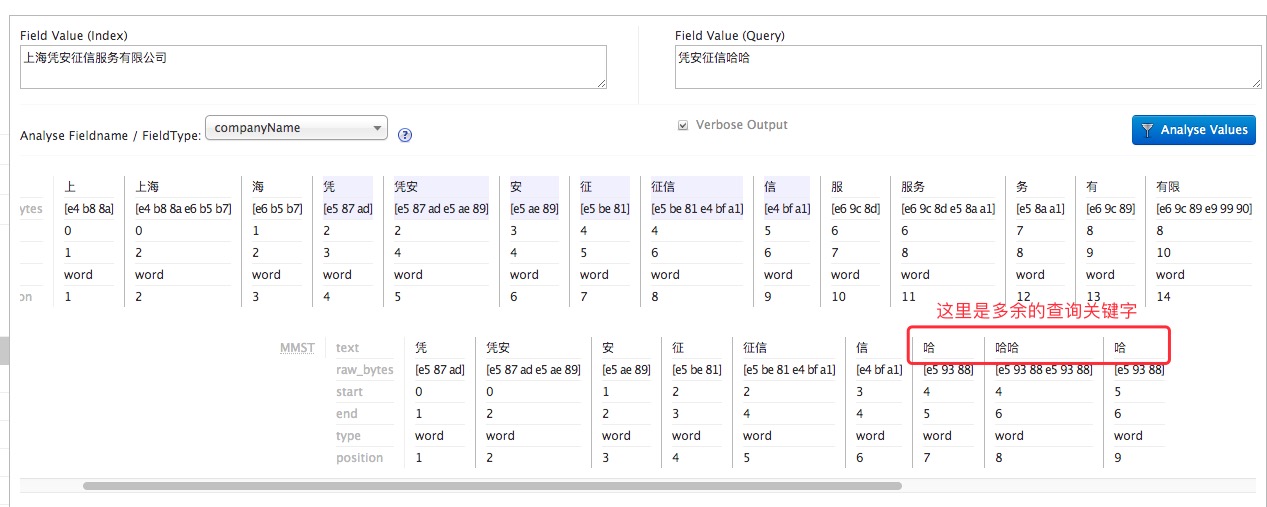 Field Value (Index)
上海凭安征信服务有限公司
Field Value (Query)
凭安征信哈哈
Analyse Fieldname / FieldType:
companyName
?
Verbose Output
Analyse Values
上 上海 海 凭 凭安 安 征 征信 信 服 服务 务 有 有限
ytes [e4 b8 8a] [e4 b8 8a e6 b5 b7] [e6 b5 b7] [e5 87 ad] [e5 87 ad e5 ae 89] [e5 ae 89] [e5 be 81] [e5 be 81 e4 bf a1] [e4 bf a1] [e6 9c 8d] [e6 9c 8d e5 8a a1] [e5 8a a1] [e6 9c 89] [e6 9c 89 e9 99 90]
0 0 1 2 2 3 4 4 5 6 6 7 8 8
1 2 2 3 4 4 5 6 6 7 8 8 9 10
word word word word word word word word word word word word word word
on 1 2 3 4 5 6 7 8 9 10 11 12 13 14
这里是多余的查询关键字
MMST text 凭 凭安 安 征 征信 信 哈 哈哈 哈
raw_bytes [e5 87 ad] [e5 87 ad e5 ae 89] [e5 ae 89] [e5 be 81] [e5 be 81 e4 bf a1] [e4 bf a1] [e5 93 88] [e5 93 88 e5 93 88] [e5 93 88]
start 0 0 1 2 2 3 4 4 5
end 1 2 2 3 4 4 5 6 6
type word word word word word word word word word
position 1 2 3 4 5 6 7 8 9